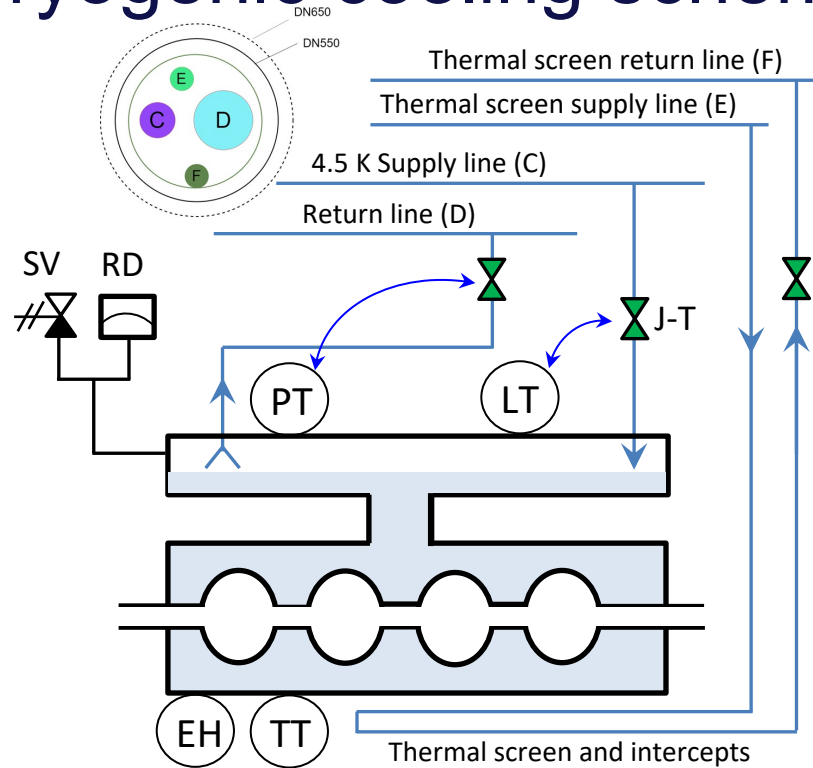 DN650
DN550
E
C
D
F
Thermal screen return line (F)
Thermal screen supply line (E)
4.5 K Supply line (C)
Return line (D)
SV
RD
J-T
PT
LT
EH
TT
Thermal screen and intercepts